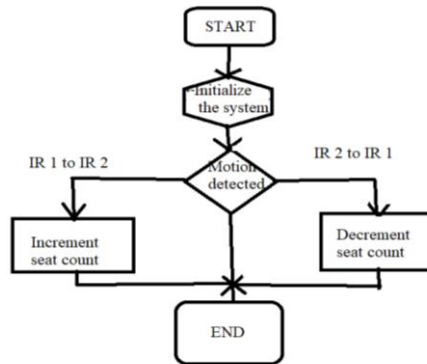 START
Initialize
the system
Motion
detected
IR 1 to IR 2
IR 2 to IR 1
Increment
seat count
Decrement
seat count
END